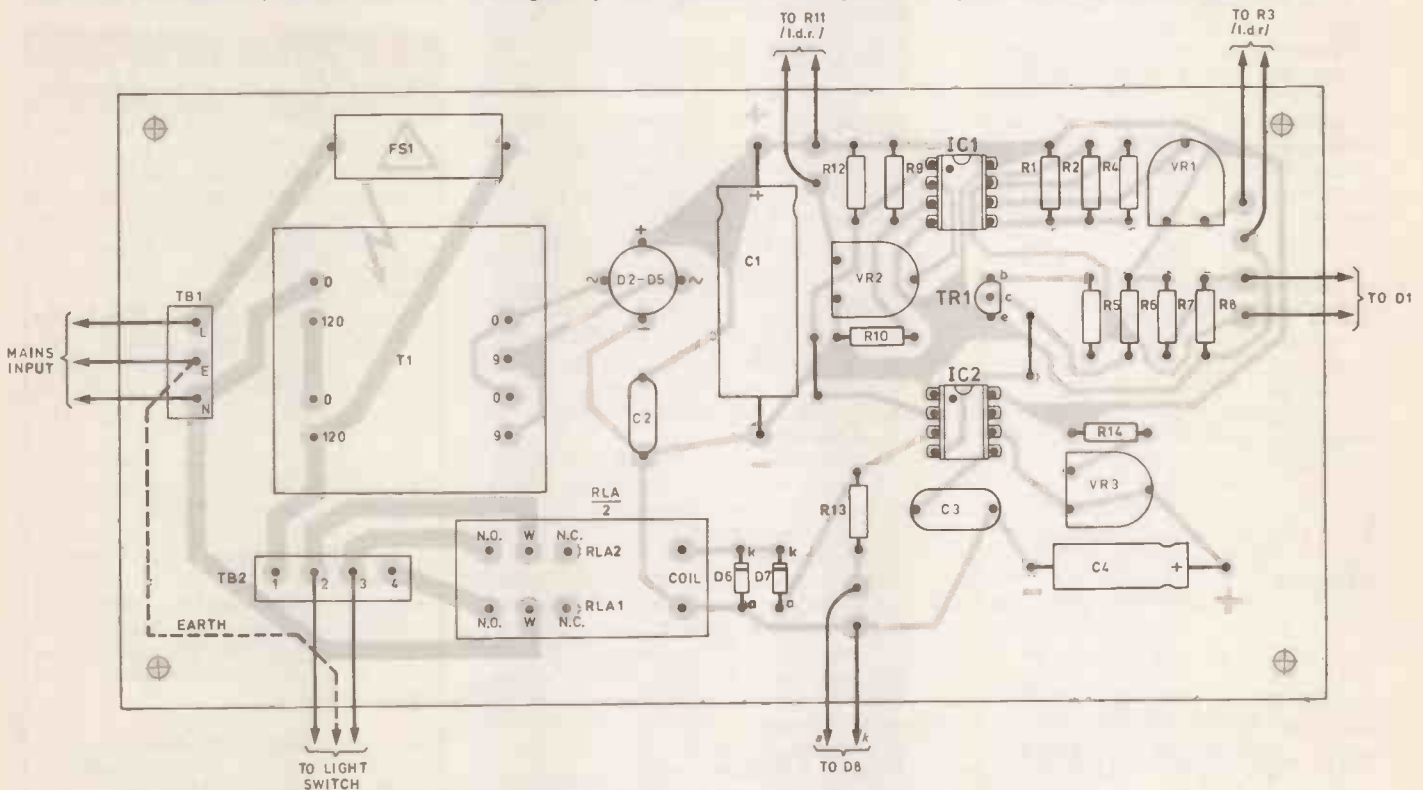 TO R11
/l.d.r./
TO R3
/l.d.r/
FS1
IC1
R12
R9
R1
R2
R4
VR1
+
+
0
120
T1
0
120
0
9
0
9
+
~
D2-D5
~
−
C1
VR2
TR1
b
c
e
R5
R6
R7
R8
TO D1
TB1
L
E
N
MAINS
INPUT
R10
C2
IC2
R14
−
VR3
RLA
2
R13
C3
N.O.
W
N.C.
RLA2
COIL
k
D6
a
k
D7
a
C4
+
−
+
TB2
1
2
3
4
RLA1
N.O.
W
N.C.
EARTH
TO LIGHT
SWITCH
a
k
TO D8